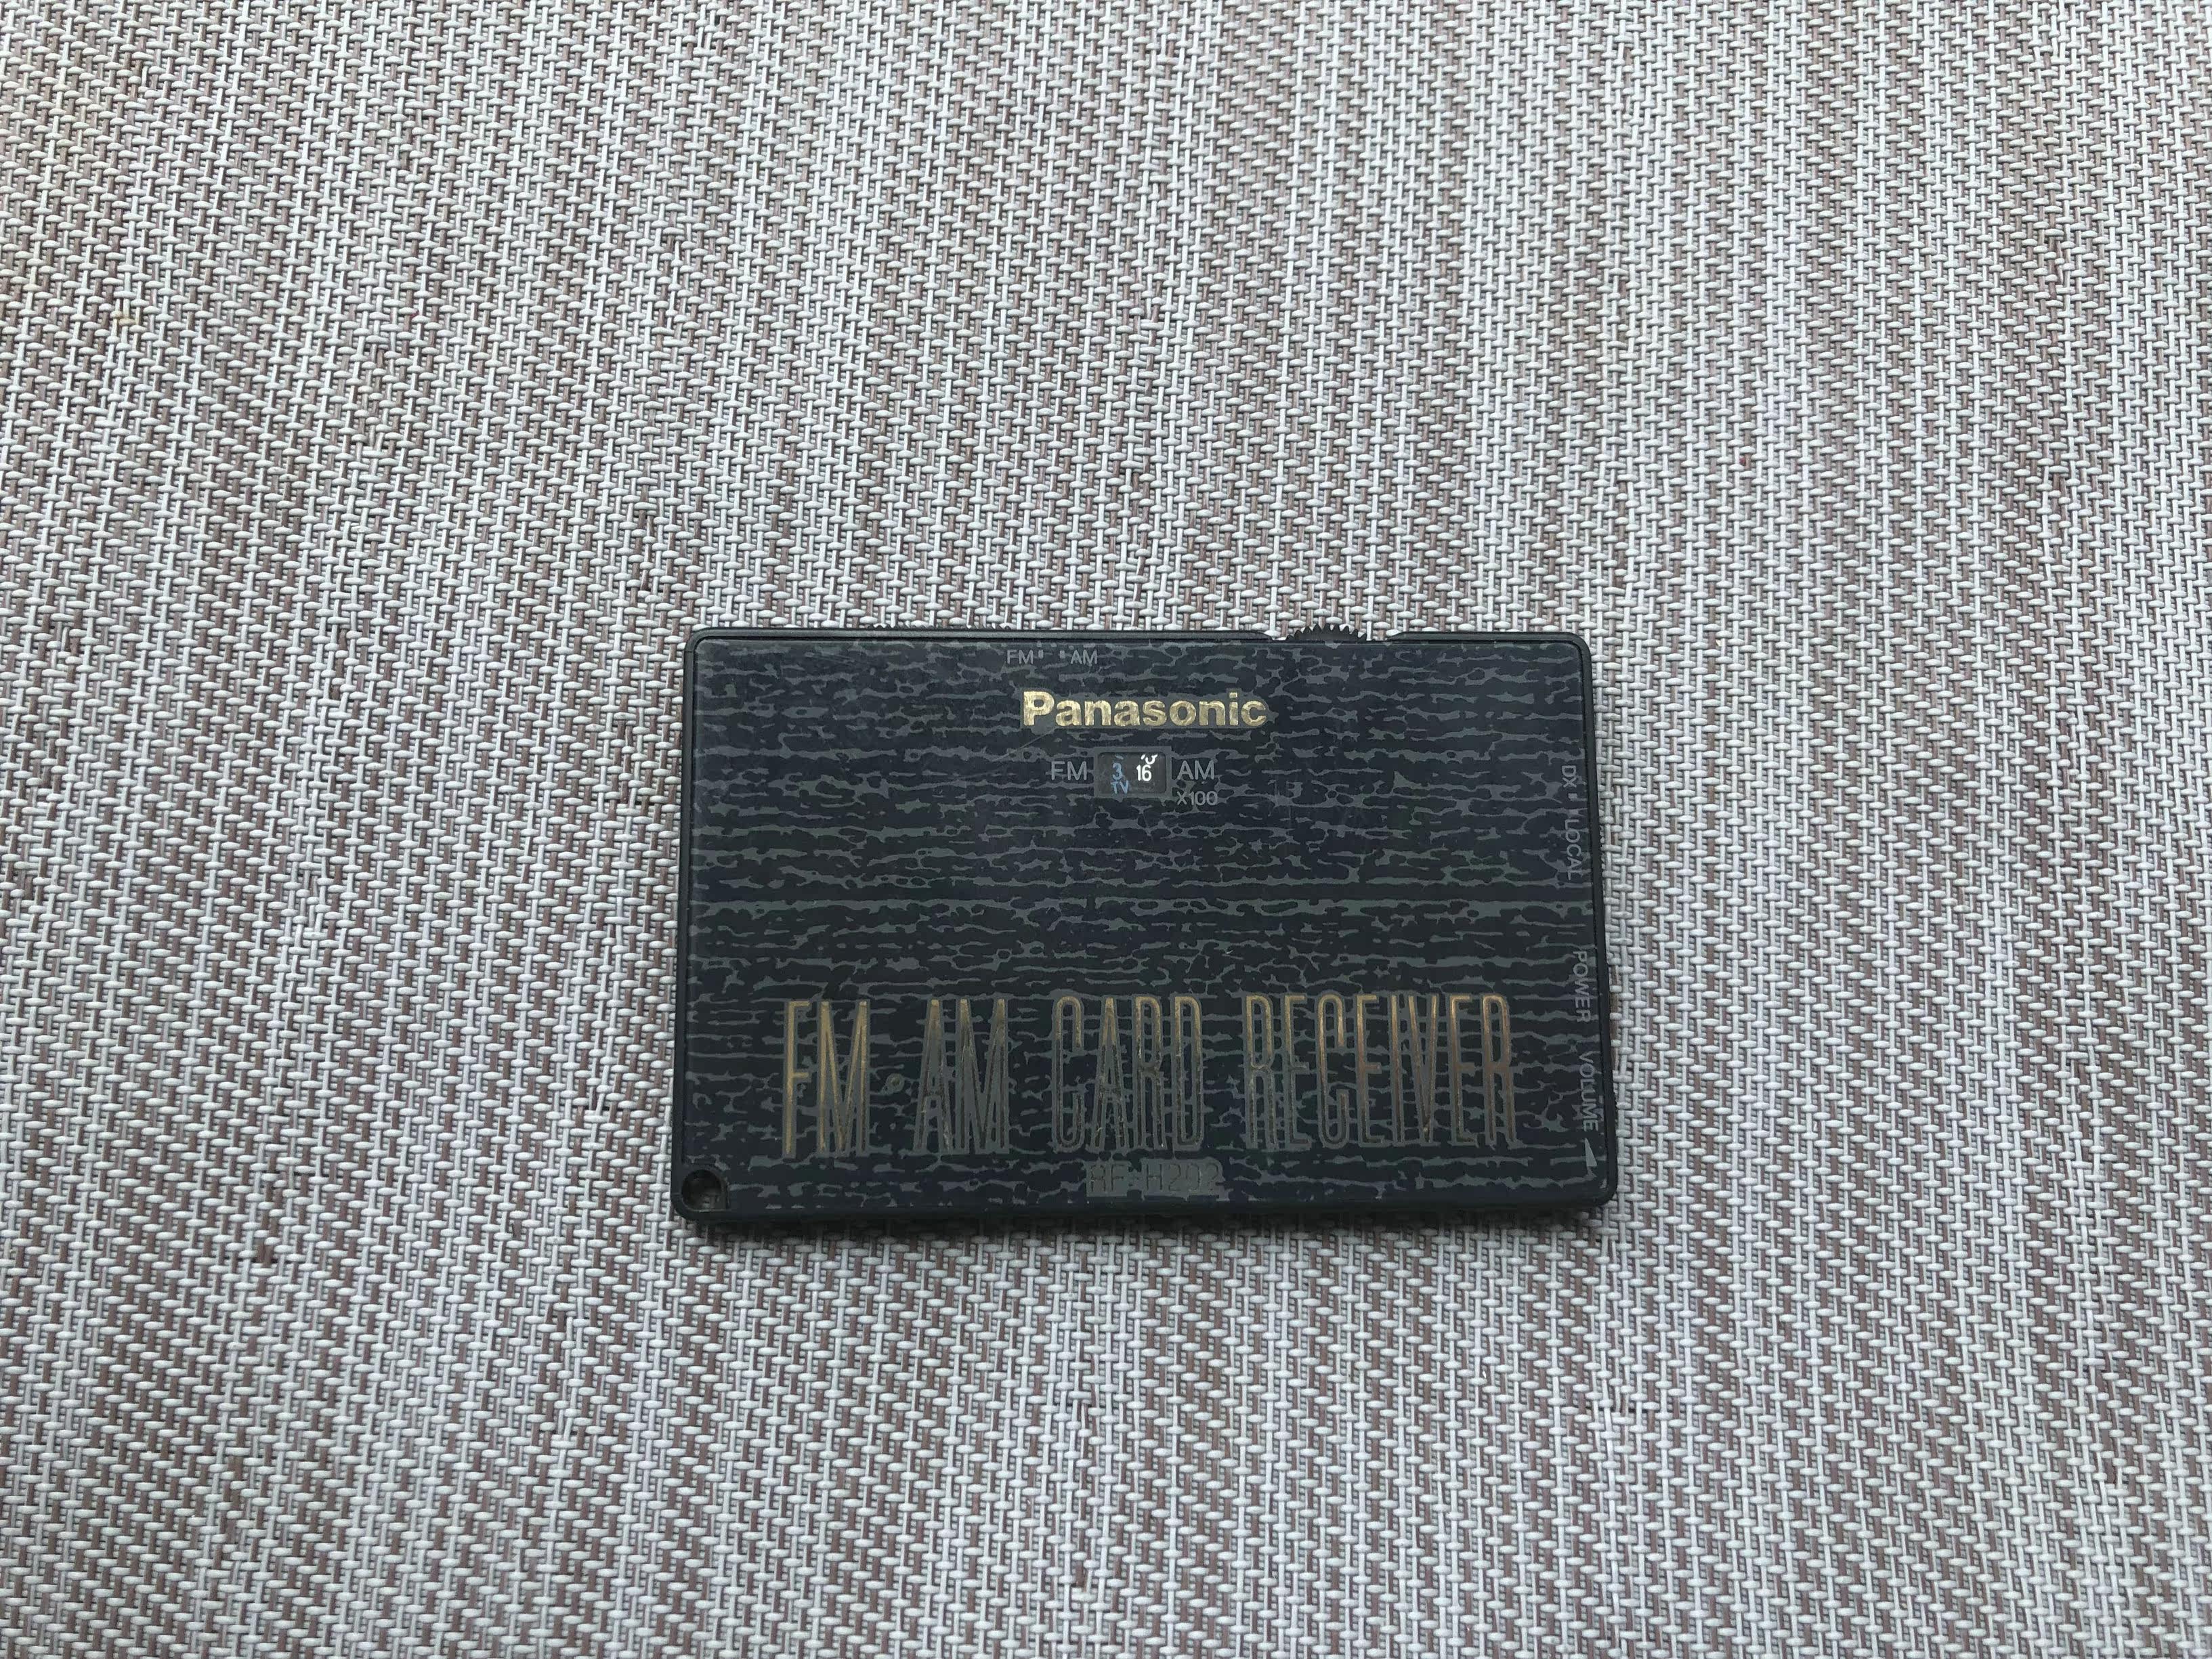 FM AM
Panasonic
FM 3 16 AM
TV X100
DX LOCAL
POWER
VOLUME
FM・AM CARD RECEIVER
RF-H202